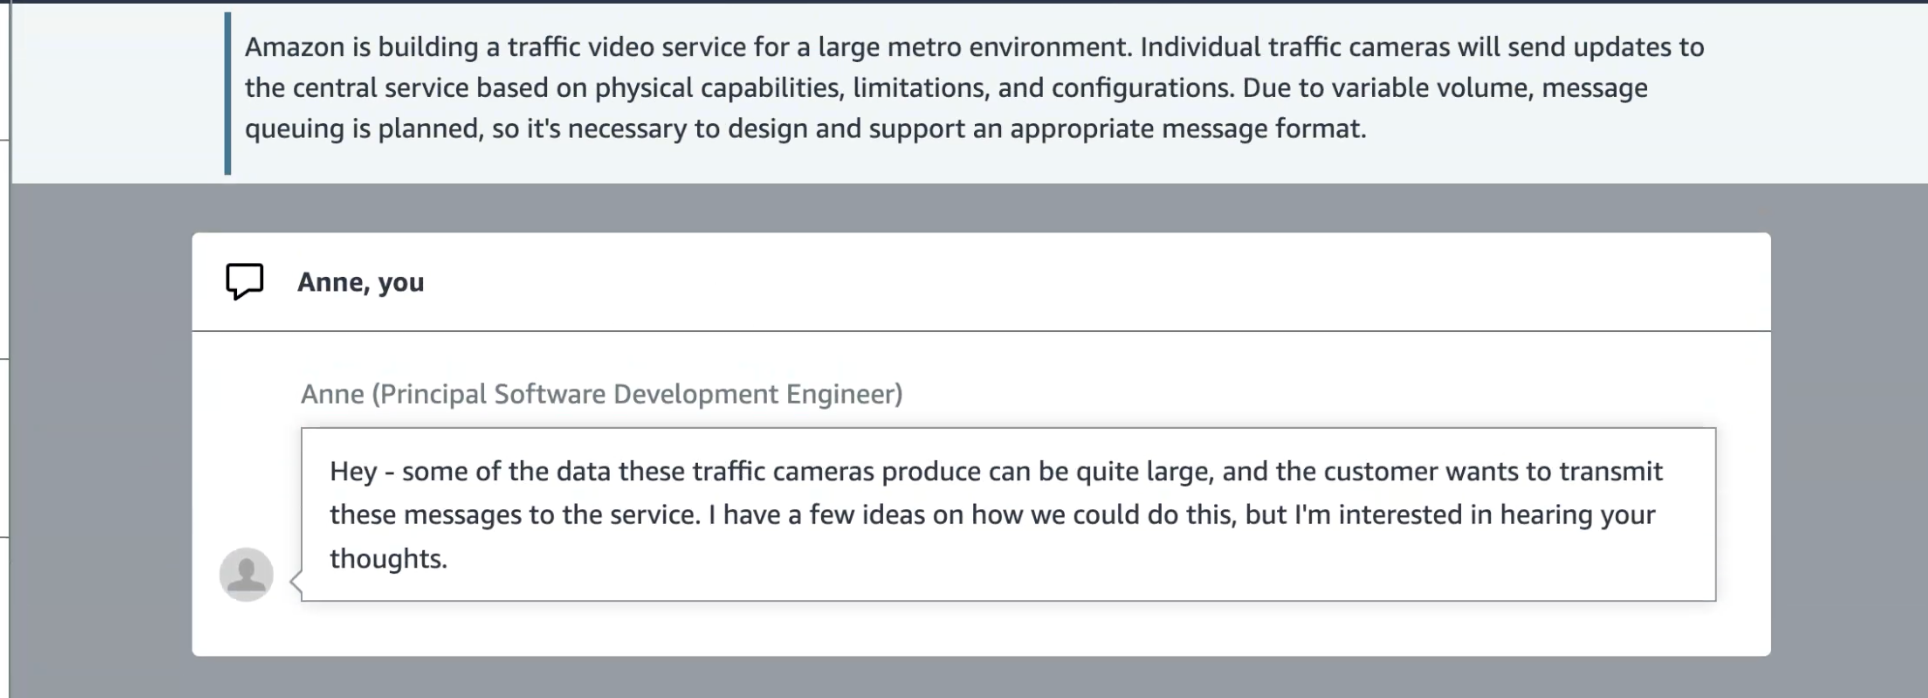 Amazon is building a traffic video service for a large metro environment. Individual traffic cameras will send updates to
the central service based on physical capabilities, limitations, and configurations. Due to variable volume, message
queuing is planned, so it's necessary to design and support an appropriate message format.
Anne, you
Anne (Principal Software Development Engineer)
Hey - some of the data these traffic cameras produce can be quite large, and the customer wants to transmit
these messages to the service. I have a few ideas on how we could do this, but I'm interested in hearing your
thoughts.